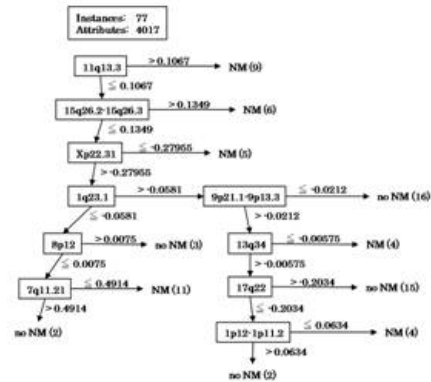 Instances: 77
Attributes: 4017
11q13.3
>0.1067
NM (9)
≦ 0.1067
15q26.2-15q26.3
>0.1349
NM (6)
≦ 0.1349
Xp22.31
≦ -0.27955
NM (5)
>-0.27955
1q23.1
>-0.0581
9p21.1-9p13.3
≦ -0.0212
no NM (16)
≦ -0.0581
>-0.0212
8p12
>0.0075
no NM (3)
13q34
≦ -0.00575
NM (4)
≦ 0.0075
>-0.00575
7q11.21
≦ 0.4914
NM (11)
17q22
>-0.2034
no NM (15)
>0.4914
≦ -0.2034
no NM (2)
1p12-1p11.2
≦ 0.0634
NM (4)
>0.0634
no NM (2)